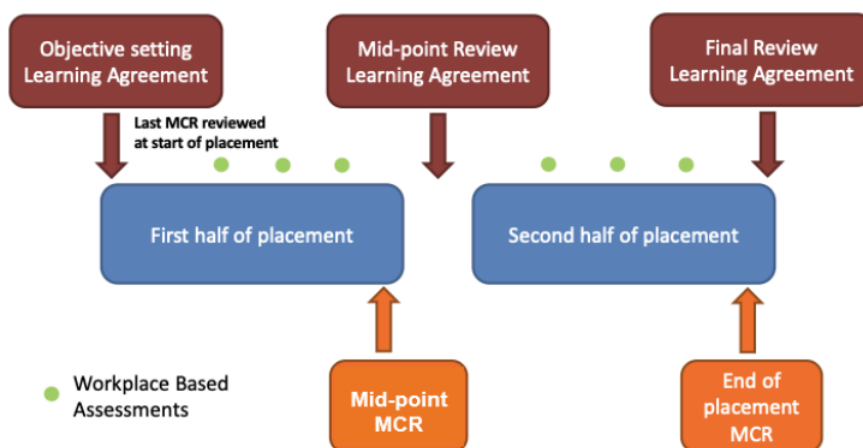 Objective setting
Learning Agreement
Mid-point Review
Learning Agreement
Final Review
Learning Agreement
Last MCR reviewed
at start of placement
First half of placement
Second half of placement
Workplace Based
Assessments
Mid-point
MCR
End of
placement
MCR